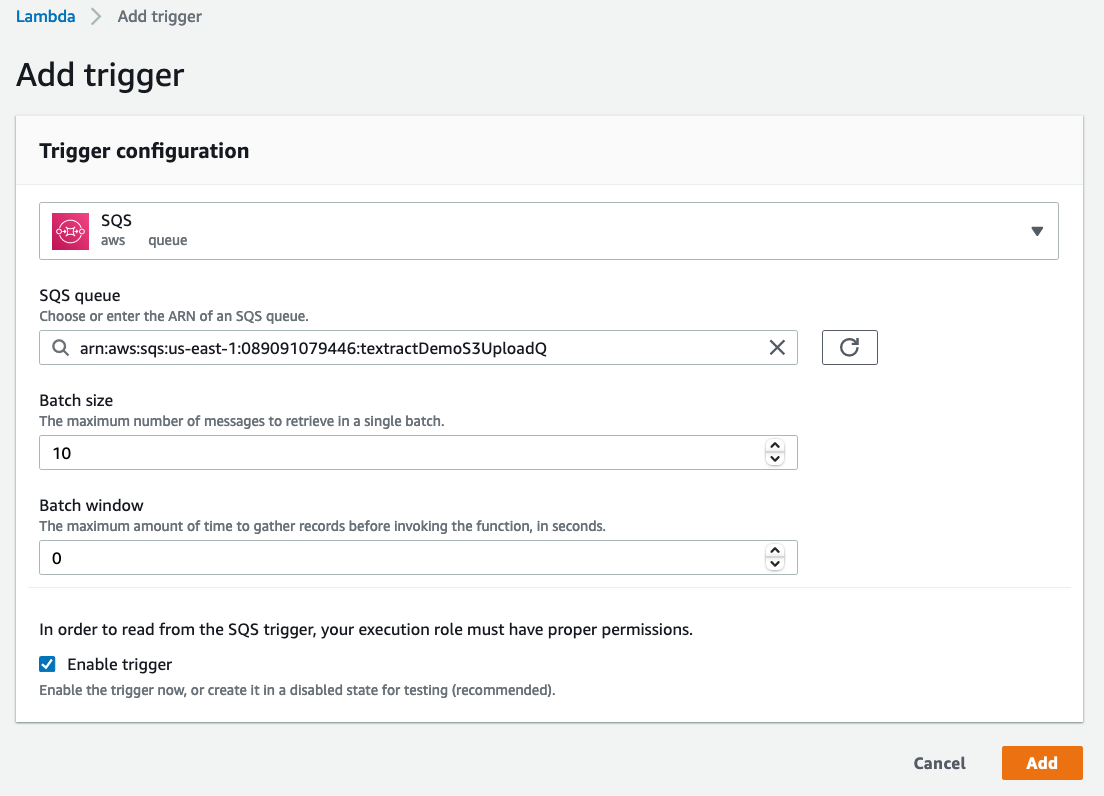 Lambda > Add trigger
Add trigger
Trigger configuration
SQS
aws queue
SQS queue
Choose or enter the ARN of an SQS queue.
arn:aws:sqs:us-east-1:089091079446:textractDemoS3UploadQ
Batch size
The maximum number of messages to retrieve in a single batch.
10
Batch window
The maximum amount of time to gather records before invoking the function, in seconds.
0
In order to read from the SQS trigger, your execution role must have proper permissions.
Enable trigger
Enable the trigger now, or create it in a disabled state for testing (recommended).
Cancel Add